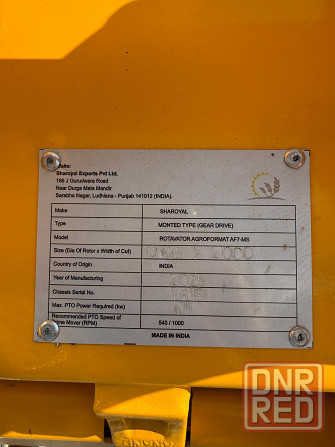 Make:
Sharoyal Exports Pvt Ltd.
186 J Gurudwara Road
Near Durga Mata Mandir
Sarabha Nagar, Ludhiana - Punjab 141012 (INDIA).
Make SHAROYAL
Type MONTED TYPE (GEAR DRIVE)
Model ROTAVATOR AGROFORMAT AF7-MS
Size (Dia Of Rotor x Width of Cut) 2000
Country of Origin INDIA
Year of Manufacturing
Chassis Serial No.
Max. PTO Power Required (kw)
Recommended PTO Speed of
Prime Mover (RPM) 540 / 1000
MADE IN INDIA
DNR
RED